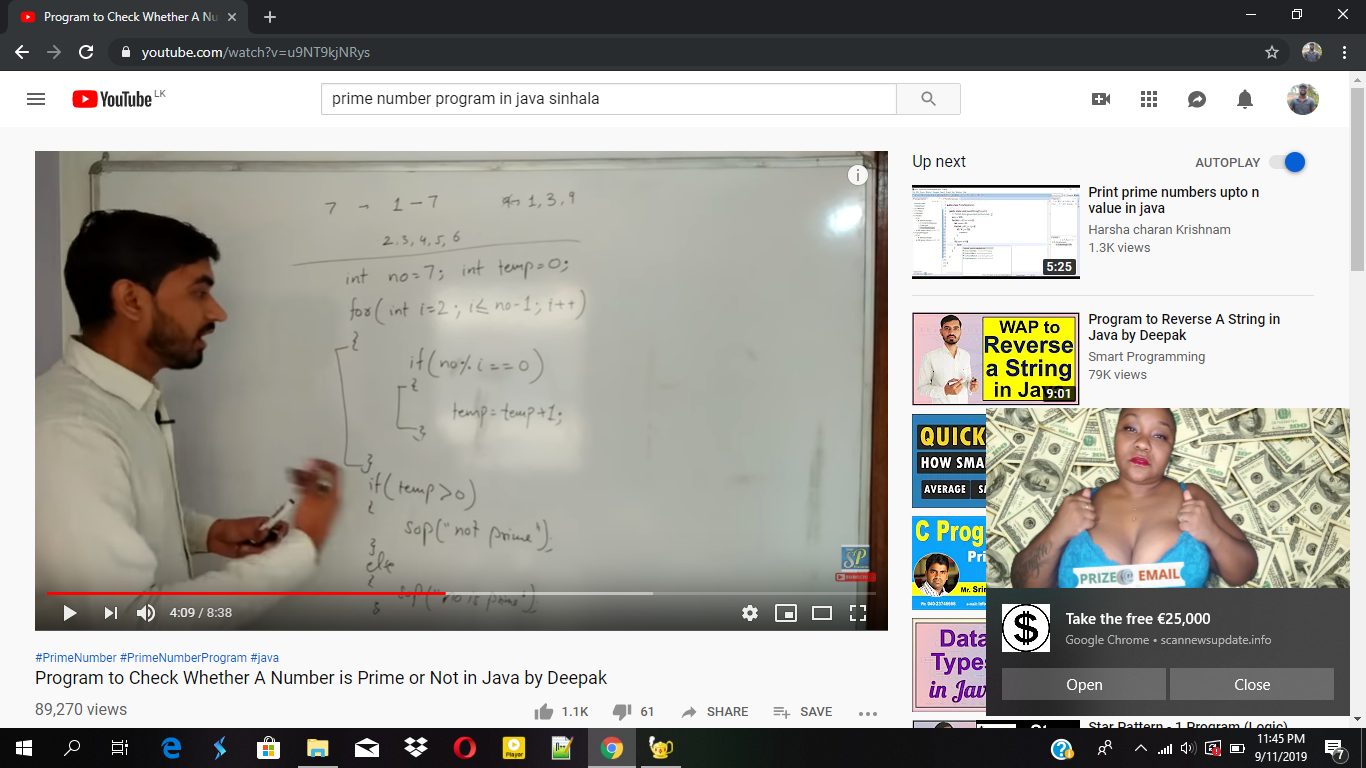 Program to Check Whether A Nu
youtube.com/watch?v=u9NT9kjNRys
YouTube LK
prime number program in java sinhala
7 → 1 – 7
1, 3, 9
2, 3, 4, 5, 6
int no=7; int temp=0;
for( int i=2 ; i≤ no-1; i++)
{
if(no% i==0)
{
temp=temp+1;
}
}
if(temp>0)
{
sop("not prime");
}
else
{
SP
4:09 / 8:38
#PrimeNumber #PrimeNumberProgram #java
Program to Check Whether A Number is Prime or Not in Java by Deepak
89,270 views
1.1K
61
SHARE
SAVE
Up next
AUTOPLAY
5:25
Print prime numbers upto n
value in java
Harsha charan Krishnam
1.3K views
WAP to
Reverse
a String
in Java
9:01
Program to Reverse A String in
Java by Deepak
Smart Programming
79K views
QUICK
HOW SMA
AVERAGE
C Prog
Pri
Mr. Srin
Data
Types
in Jav
Star Pattern - 1 Program (Logic)
PRIZE EMAIL
$
Take the free €25,000
Google Chrome • scannewsupdate.info
Open
Close
Player
11:45 PM
9/11/2019
7